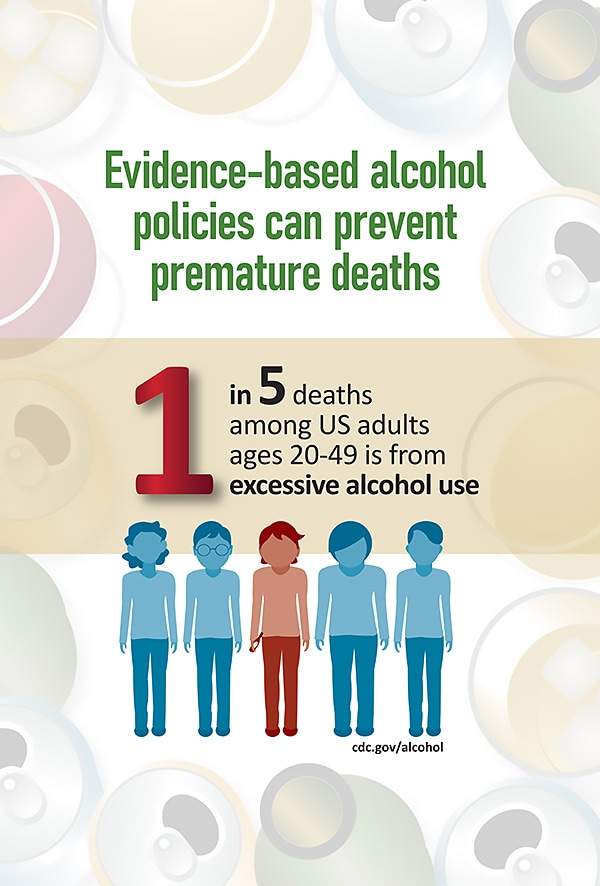 Evidence-based alcohol
policies can prevent
premature deaths
1 in 5 deaths
among US adults
ages 20-49 is from
excessive alcohol use
cdc.gov/alcohol